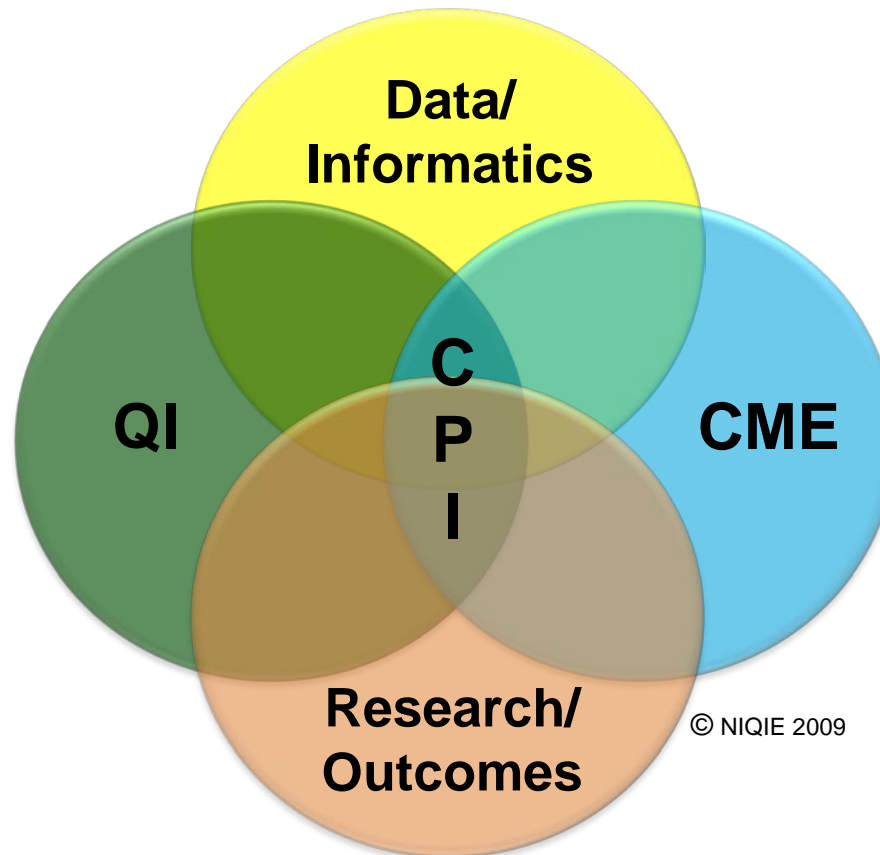 Data/
Informatics
C
P
I
QI
CME
Research/
Outcomes
© NIQIE 2009